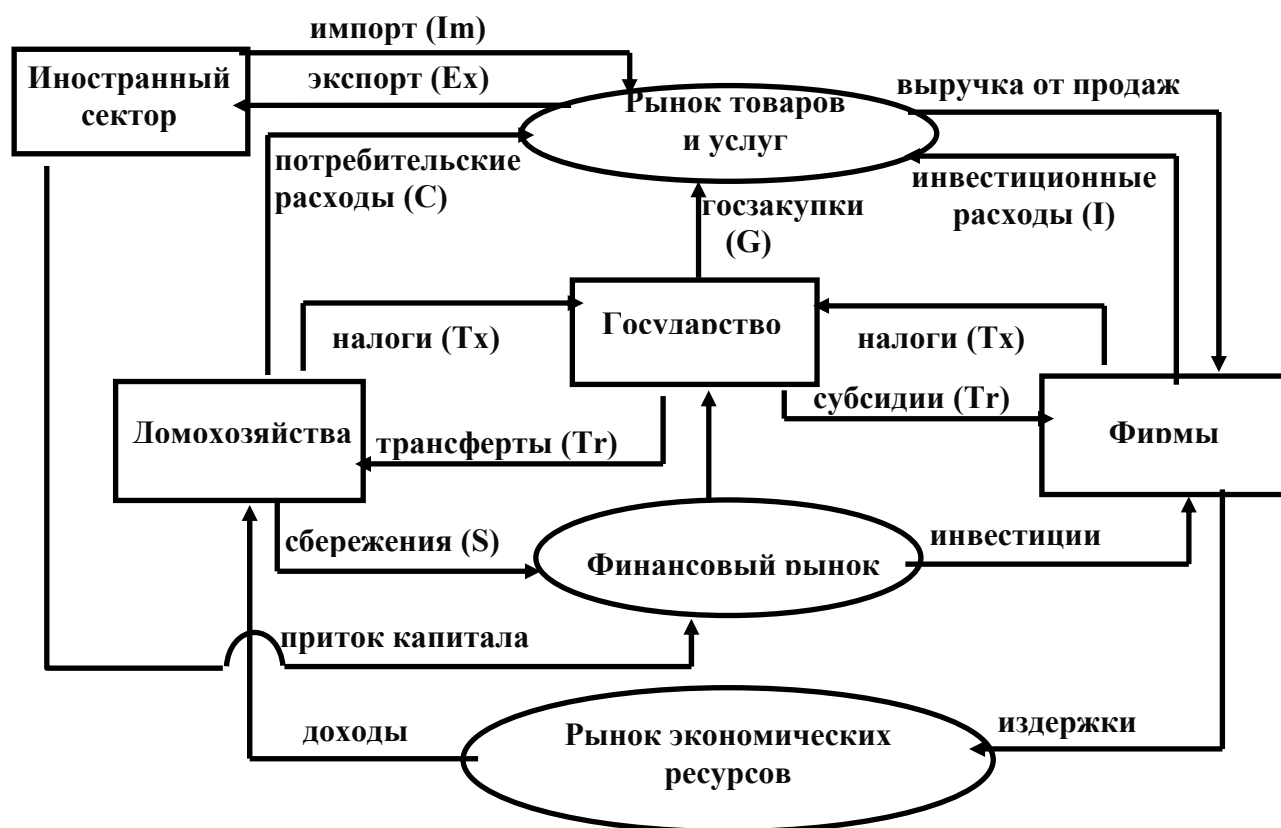 импорт (Im)
Иностранный
сектор
экспорт (Ex)
Рынок товаров
и услуг
выручка от продаж
потребительские
расходы (C)
госзакупки
(G)
инвестиционные
расходы (I)
налоги (Tx)
Государство
налоги (Tx)
Домохозяйства
трансферты (Tr)
субсидии (Tr)
Фирмы
сбережения (S)
Финансовый рынок
инвестиции
приток капитала
доходы
Рынок экономических
ресурсов
издержки